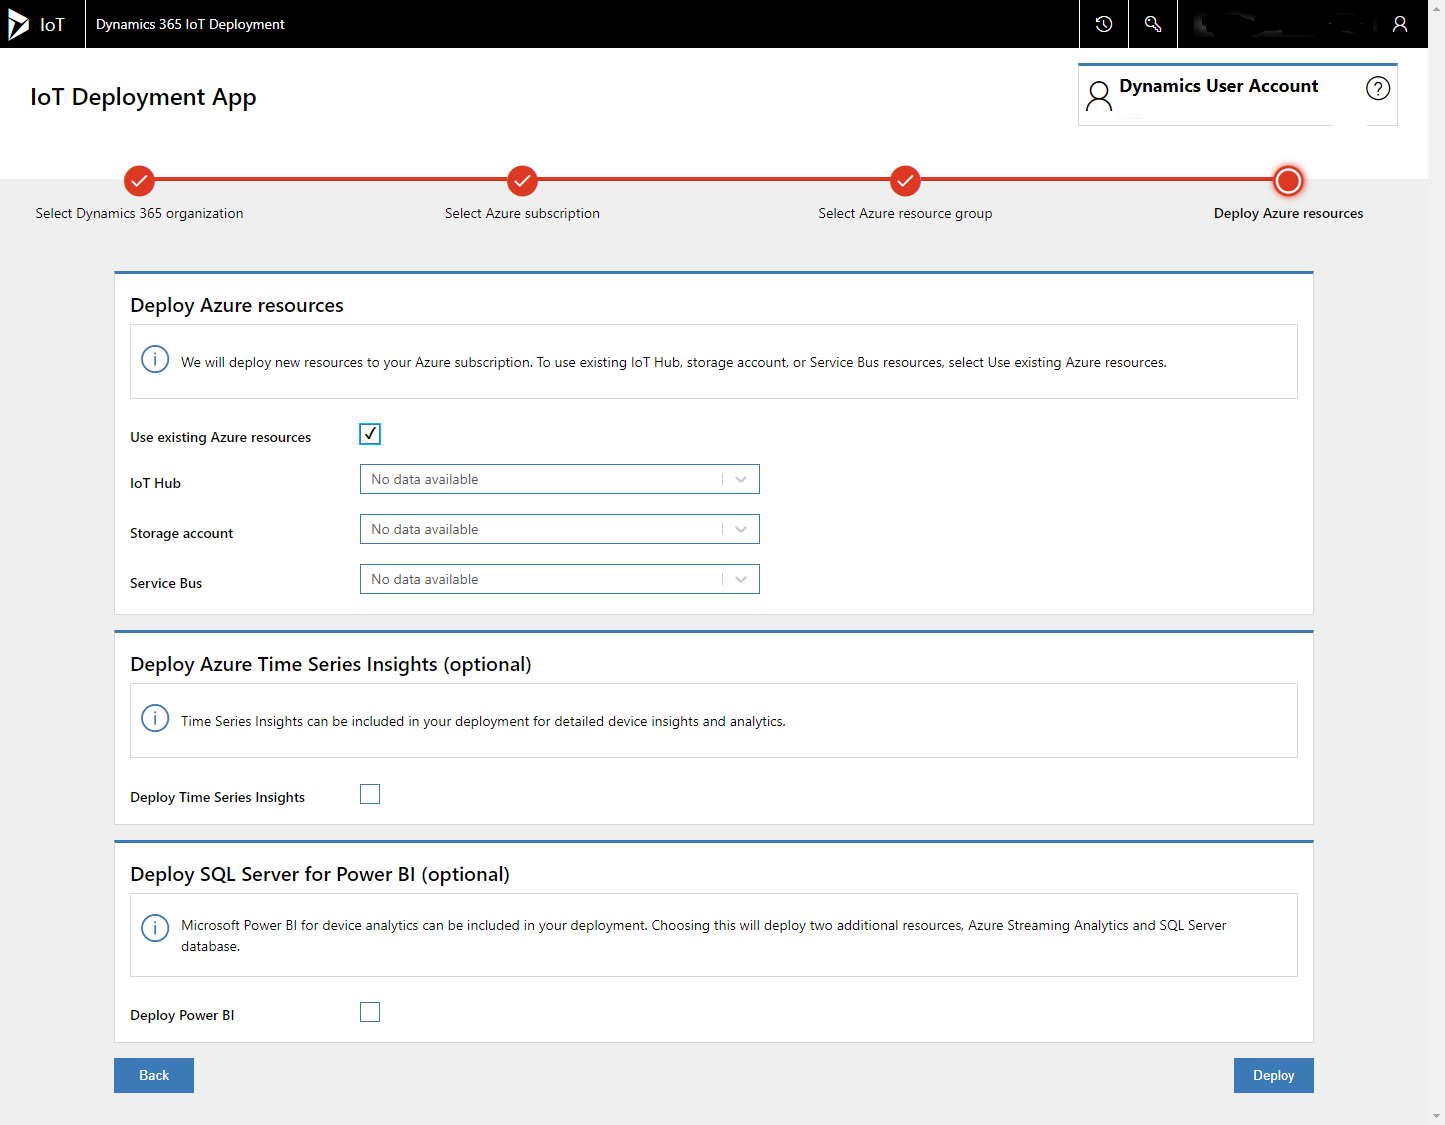 IoT
Dynamics 365 IoT Deployment
IoT Deployment App
Dynamics User Account
Select Dynamics 365 organization
Select Azure subscription
Select Azure resource group
Deploy Azure resources
Deploy Azure resources
We will deploy new resources to your Azure subscription. To use existing IoT Hub, storage account, or Service Bus resources, select Use existing Azure resources.
Use existing Azure resources
IoT Hub
No data available
Storage account
No data available
Service Bus
No data available
Deploy Azure Time Series Insights (optional)
Time Series Insights can be included in your deployment for detailed device insights and analytics.
Deploy Time Series Insights
Deploy SQL Server for Power BI (optional)
Microsoft Power BI for device analytics can be included in your deployment. Choosing this will deploy two additional resources, Azure Streaming Analytics and SQL Server
database.
Deploy Power BI
Back
Deploy